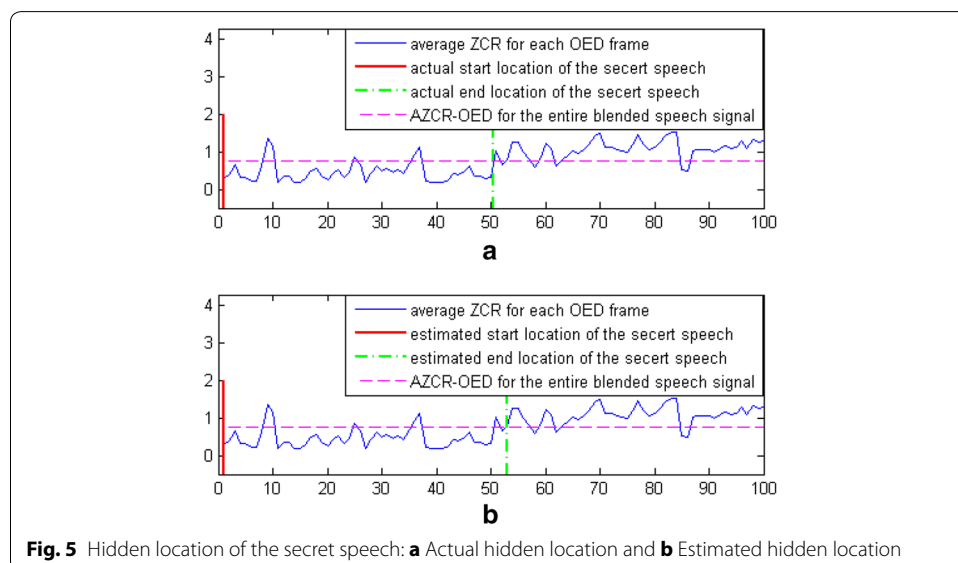 4
3
2
1
0
average ZCR for each OED frame
actual start location of the secert speech
actual end location of the secert speech
AZCR-OED for the entire blended speech signal
0 10 20 30 40 50 60 70 80 90 100
a
4
3
2
1
0
average ZCR for each OED frame
estimated start location of the secert speech
estimated end location of the secert speech
AZCR-OED for the entire blended speech signal
0 10 20 30 40 50 60 70 80 90 100
b
Fig. 5 Hidden location of the secret speech: a Actual hidden location and b Estimated hidden location